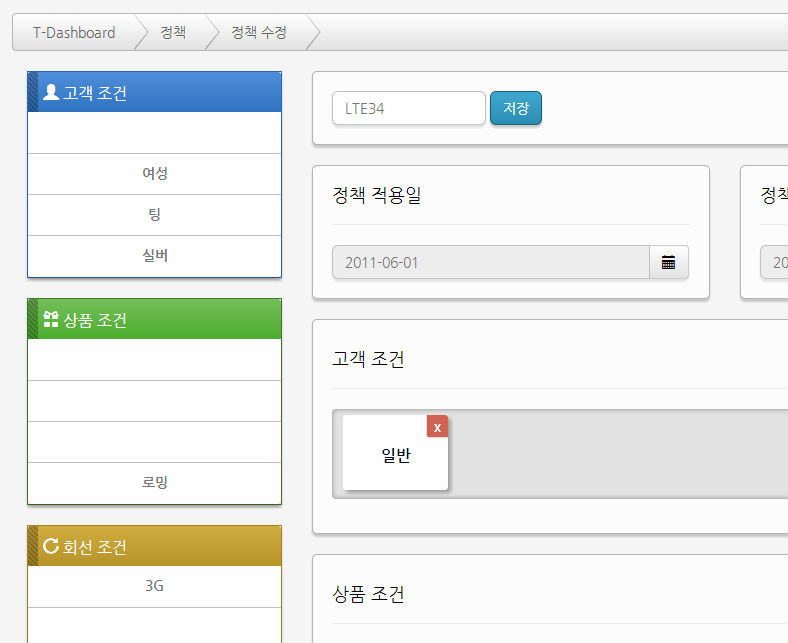 T-Dashboard 정책 정책 수정
고객 조건
여성
팅
실버
상품 조건
로밍
회선 조건
3G
LTE34 저장
정책 적용일
2011-06-01
정책
20
고객 조건
일반 x
상품 조건